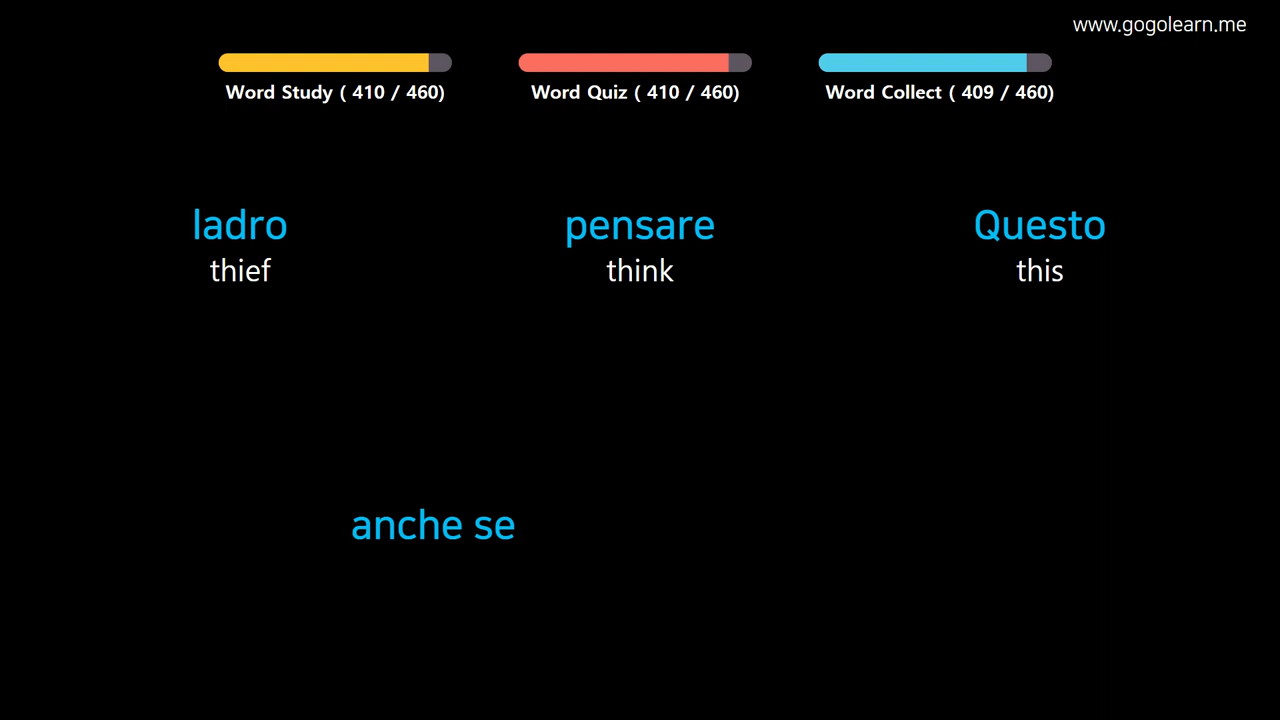 www.gogolearn.me
Word Study ( 410 / 460)
Word Quiz ( 410 / 460)
Word Collect ( 409 / 460)
ladro
thief
pensare
think
Questo
this
anche se